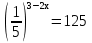 (1/5)^(3−2x) = 125